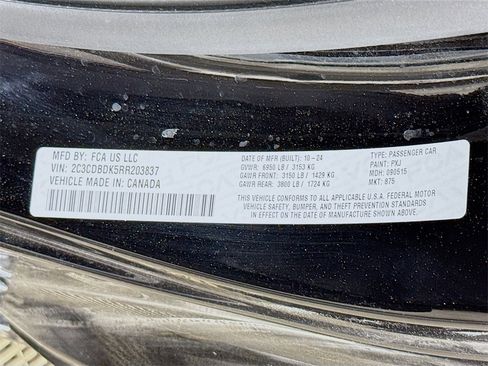 MFD BY: FCA US LLC
VIN: 2C3CDBDK5RR203837
VEHICLE MADE IN: CANADA
DATE OF MFR (BUILT): 10-24
GVWR: 6950 LB / 3153 KG
GAWR FRONT: 3150 LB / 1429 KG
GAWR REAR: 3800 LB / 1724 KG
TYPE: PASSENGER CAR
PAINT: PXJ
MDH: 090515
MKT: 875
THIS VEHICLE CONFORMS TO ALL APPLICABLE U.S.A. FEDERAL MOTOR
VEHICLE SAFETY, BUMPER, AND THEFT PREVENTION STANDARDS IN
EFFECT ON THE DATE OF MANUFACTURE SHOWN ABOVE.